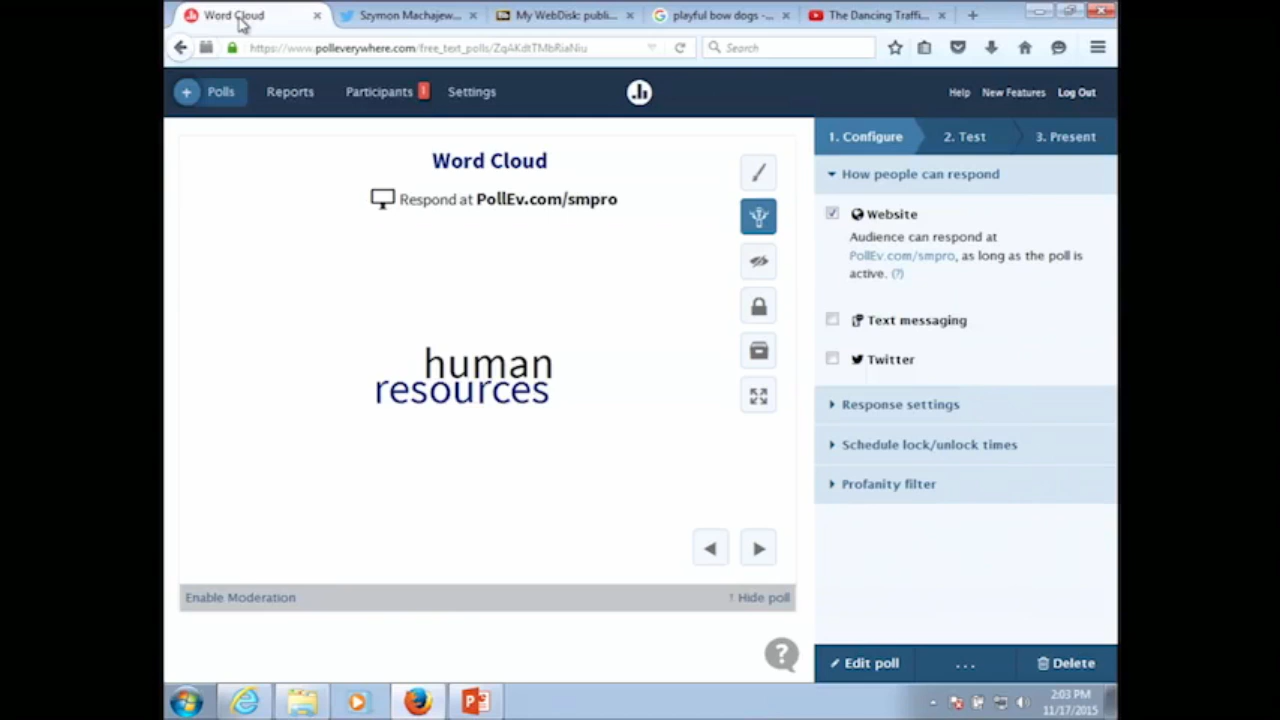 Word Cloud
Szymon Machajew...
My WebDisk: publi...
playful bow dogs -...
The Dancing Traffi...
https://www.polleverywhere.com/free_text_polls/ZqAKdtTMbRiaNiu
Search
Polls
Reports
Participants
1
Settings
Help
New Features
Log Out
Word Cloud
Respond at PollEv.com/smpro
human
resources
Enable Moderation
↑ Hide poll
1. Configure
2. Test
3. Present
How people can respond
Website
Audience can respond at
PollEv.com/smpro, as long as the poll is
active. (?)
Text messaging
Twitter
Response settings
Schedule lock/unlock times
Profanity filter
Edit poll
...
Delete
2:03 PM
11/17/2015